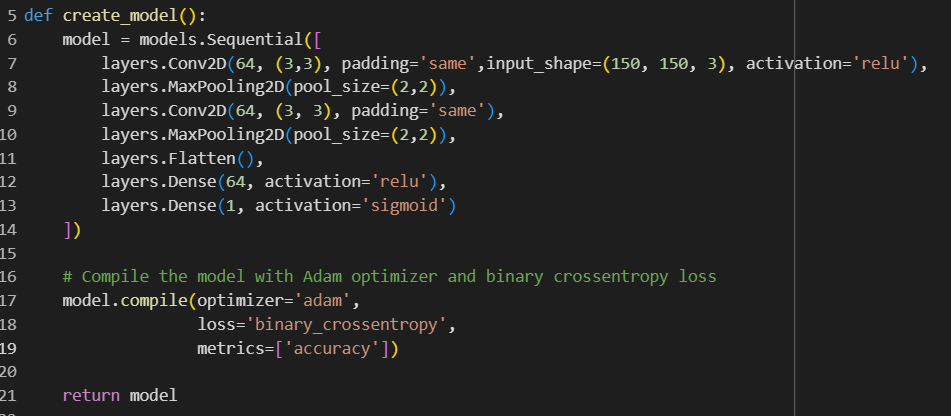 5 def create_model():
6     model = models.Sequential([
7         layers.Conv2D(64, (3,3), padding='same',input_shape=(150, 150, 3), activation='relu'),
8         layers.MaxPooling2D(pool_size=(2,2)),
9         layers.Conv2D(64, (3, 3), padding='same'),
10         layers.MaxPooling2D(pool_size=(2,2)),
11         layers.Flatten(),
12         layers.Dense(64, activation='relu'),
13         layers.Dense(1, activation='sigmoid')
14     ])
15
16     # Compile the model with Adam optimizer and binary crossentropy loss
17     model.compile(optimizer='adam',
18                   loss='binary_crossentropy',
19                   metrics=['accuracy'])
20
21     return model